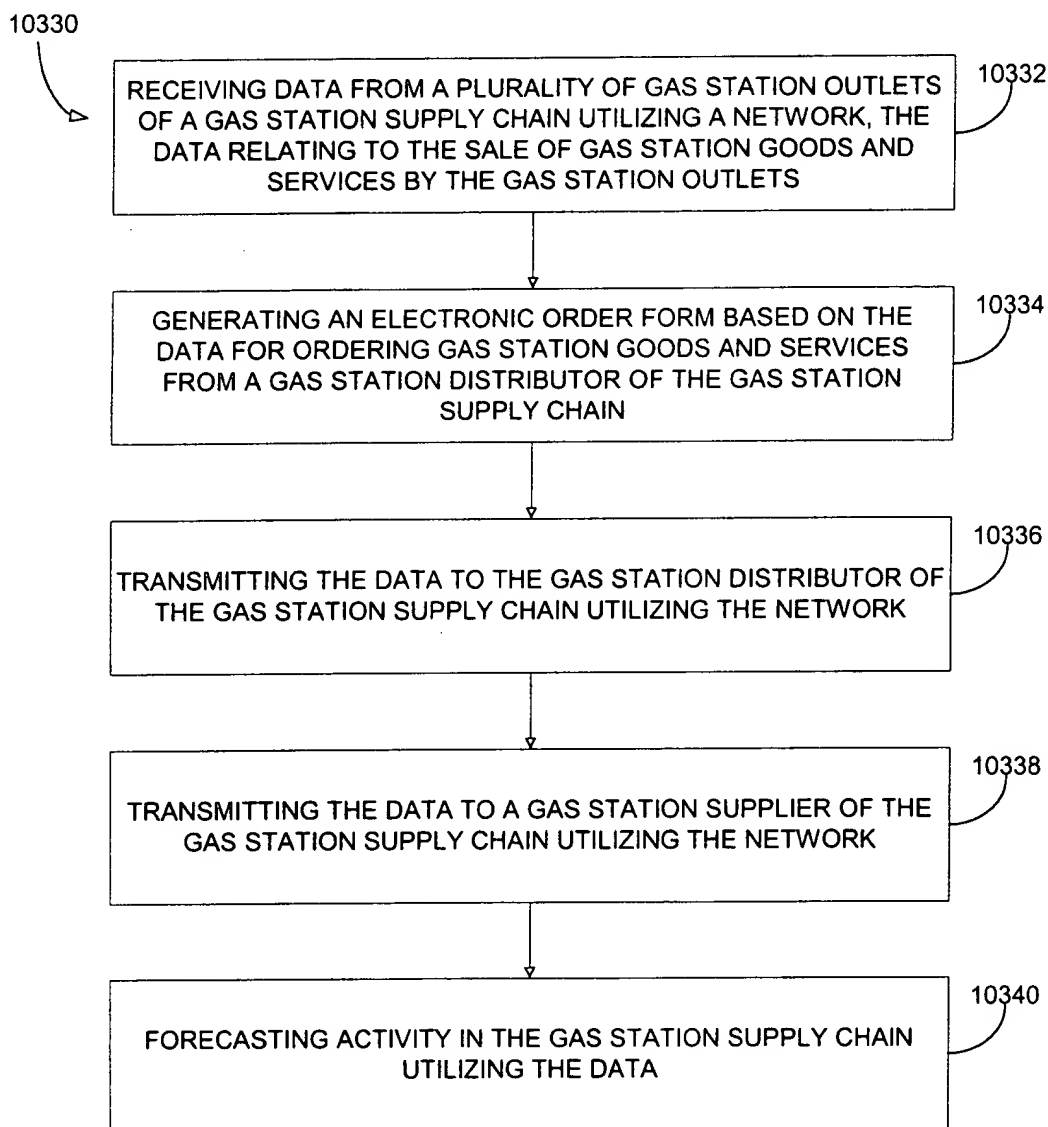 10330
RECEIVING DATA FROM A PLURALITY OF GAS STATION OUTLETS
OF A GAS STATION SUPPLY CHAIN UTILIZING A NETWORK, THE
DATA RELATING TO THE SALE OF GAS STATION GOODS AND
SERVICES BY THE GAS STATION OUTLETS
10332
GENERATING AN ELECTRONIC ORDER FORM BASED ON THE
DATA FOR ORDERING GAS STATION GOODS AND SERVICES
FROM A GAS STATION DISTRIBUTOR OF THE GAS STATION
SUPPLY CHAIN
10334
TRANSMITTING THE DATA TO THE GAS STATION DISTRIBUTOR OF
THE GAS STATION SUPPLY CHAIN UTILIZING THE NETWORK
10336
TRANSMITTING THE DATA TO A GAS STATION SUPPLIER OF THE
GAS STATION SUPPLY CHAIN UTILIZING THE NETWORK
10338
FORECASTING ACTIVITY IN THE GAS STATION SUPPLY CHAIN
UTILIZING THE DATA
10340